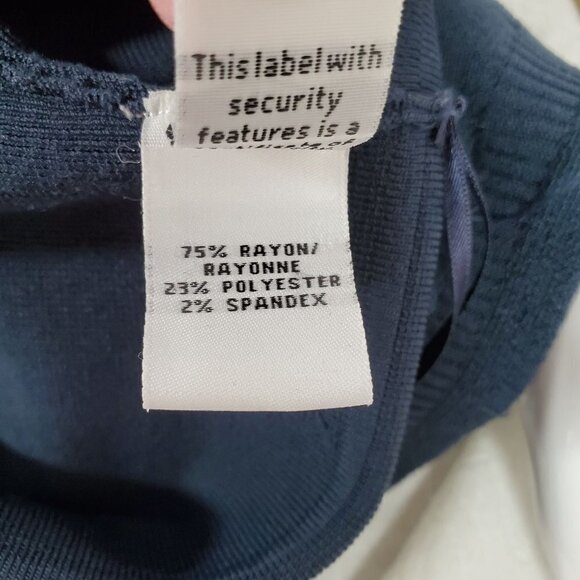 This label with
security
features is a
75% RAYON/
RAYONNE
23% POLYESTER
2% SPANDEX